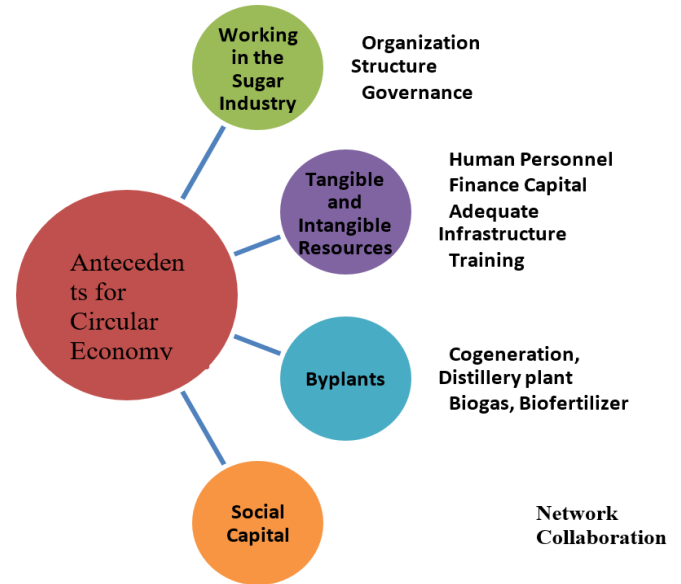 Working
in the
Sugar
Industry
Organization
Structure
Governance
Tangible
and
Intangible
Resources
Human Personnel
Finance Capital
Adequate
Infrastructure
Training
Anteceden
ts for
Circular
Economy
Byplants
Cogeneration,
Distillery plant
Biogas, Biofertilizer
Social
Capital
Network
Collaboration